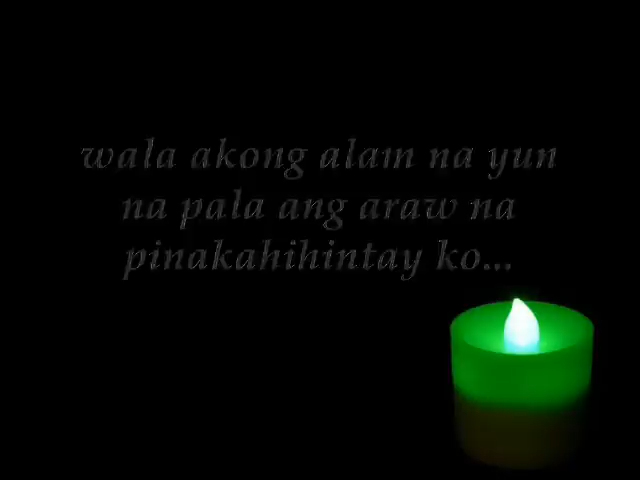 wala akong alam na yun
na pala ang araw na
pinakahihintay ko...